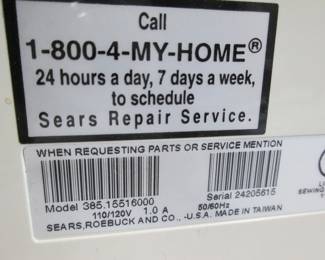 Call
1-800-4-MY-HOME®
24 hours a day, 7 days a week,
to schedule
Sears Repair Service.
WHEN REQUESTING PARTS OR SERVICE MENTION
Model 385.15516000 Serial 24205615
110/120V 1.0 A 50/60Hz
SEARS,ROEBUCK AND CO., -U.S.A. MADE IN TAIWAN